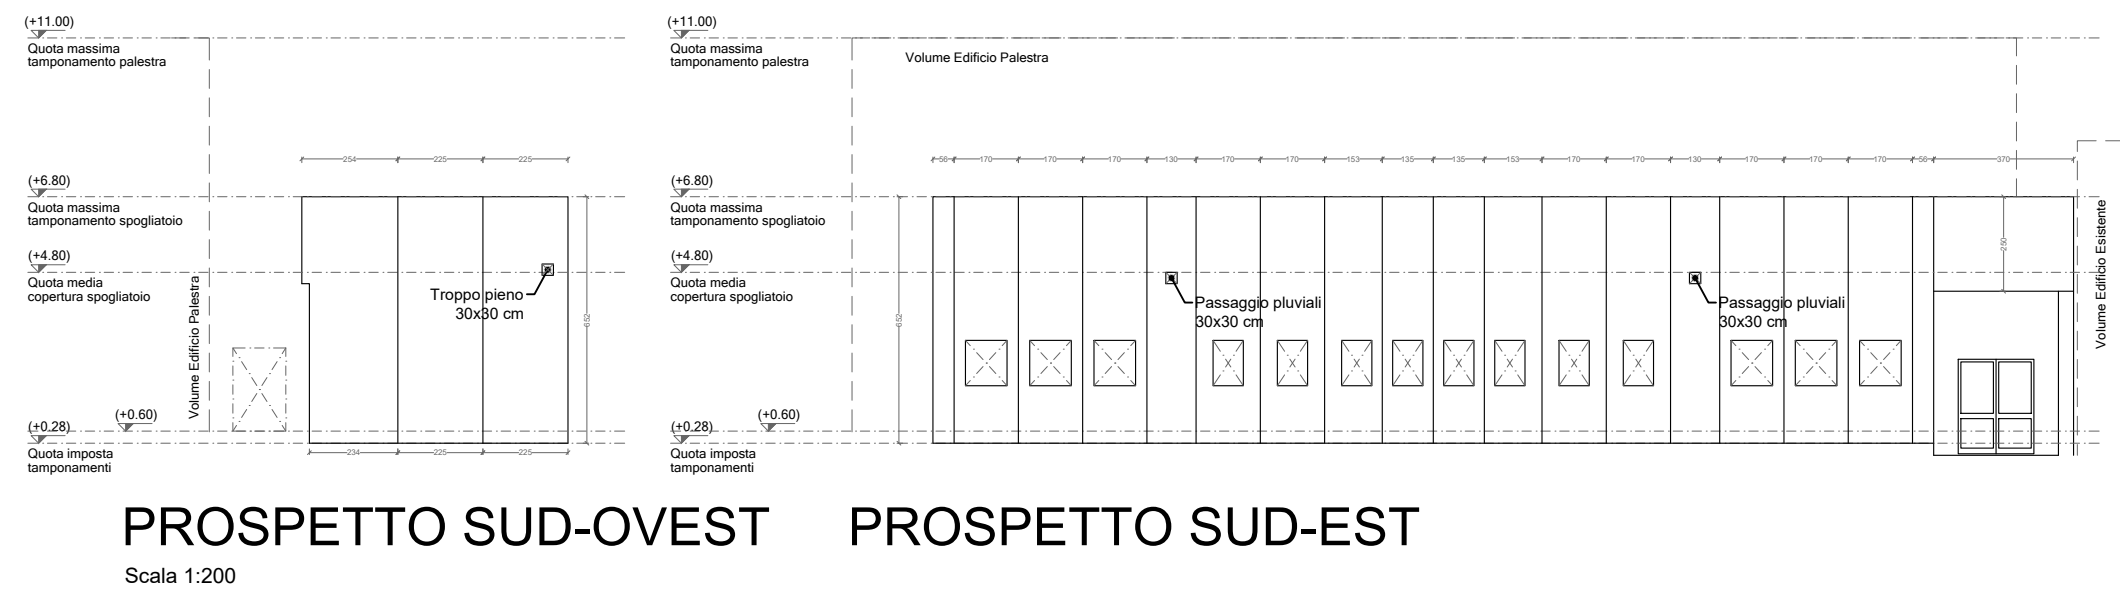 (+11.00)
Quota massima
tamponamento palestra
(+6.80)
Quota massima
tamponamento spogliatoio
(+4.80)
Quota media
copertura spogliatoio
(+0.28)
Quota imposta
tamponamenti
(+0.60)
Volume Edificio Palestra
254
225
225
652
Troppo pieno
30x30 cm
234
225
225
(+11.00)
Quota massima
tamponamento palestra
Volume Edificio Palestra
(+6.80)
Quota massima
tamponamento spogliatoio
(+4.80)
Quota media
copertura spogliatoio
(+0.28)
Quota imposta
tamponamenti
(+0.60)
56
170
170
170
130
170
170
153
135
135
153
170
170
130
170
170
170
56
370
652
250
Passaggio pluviali
30x30 cm
Passaggio pluviali
30x30 cm
Volume Edificio Esistente
PROSPETTO SUD-OVEST
Scala 1:200
PROSPETTO SUD-EST